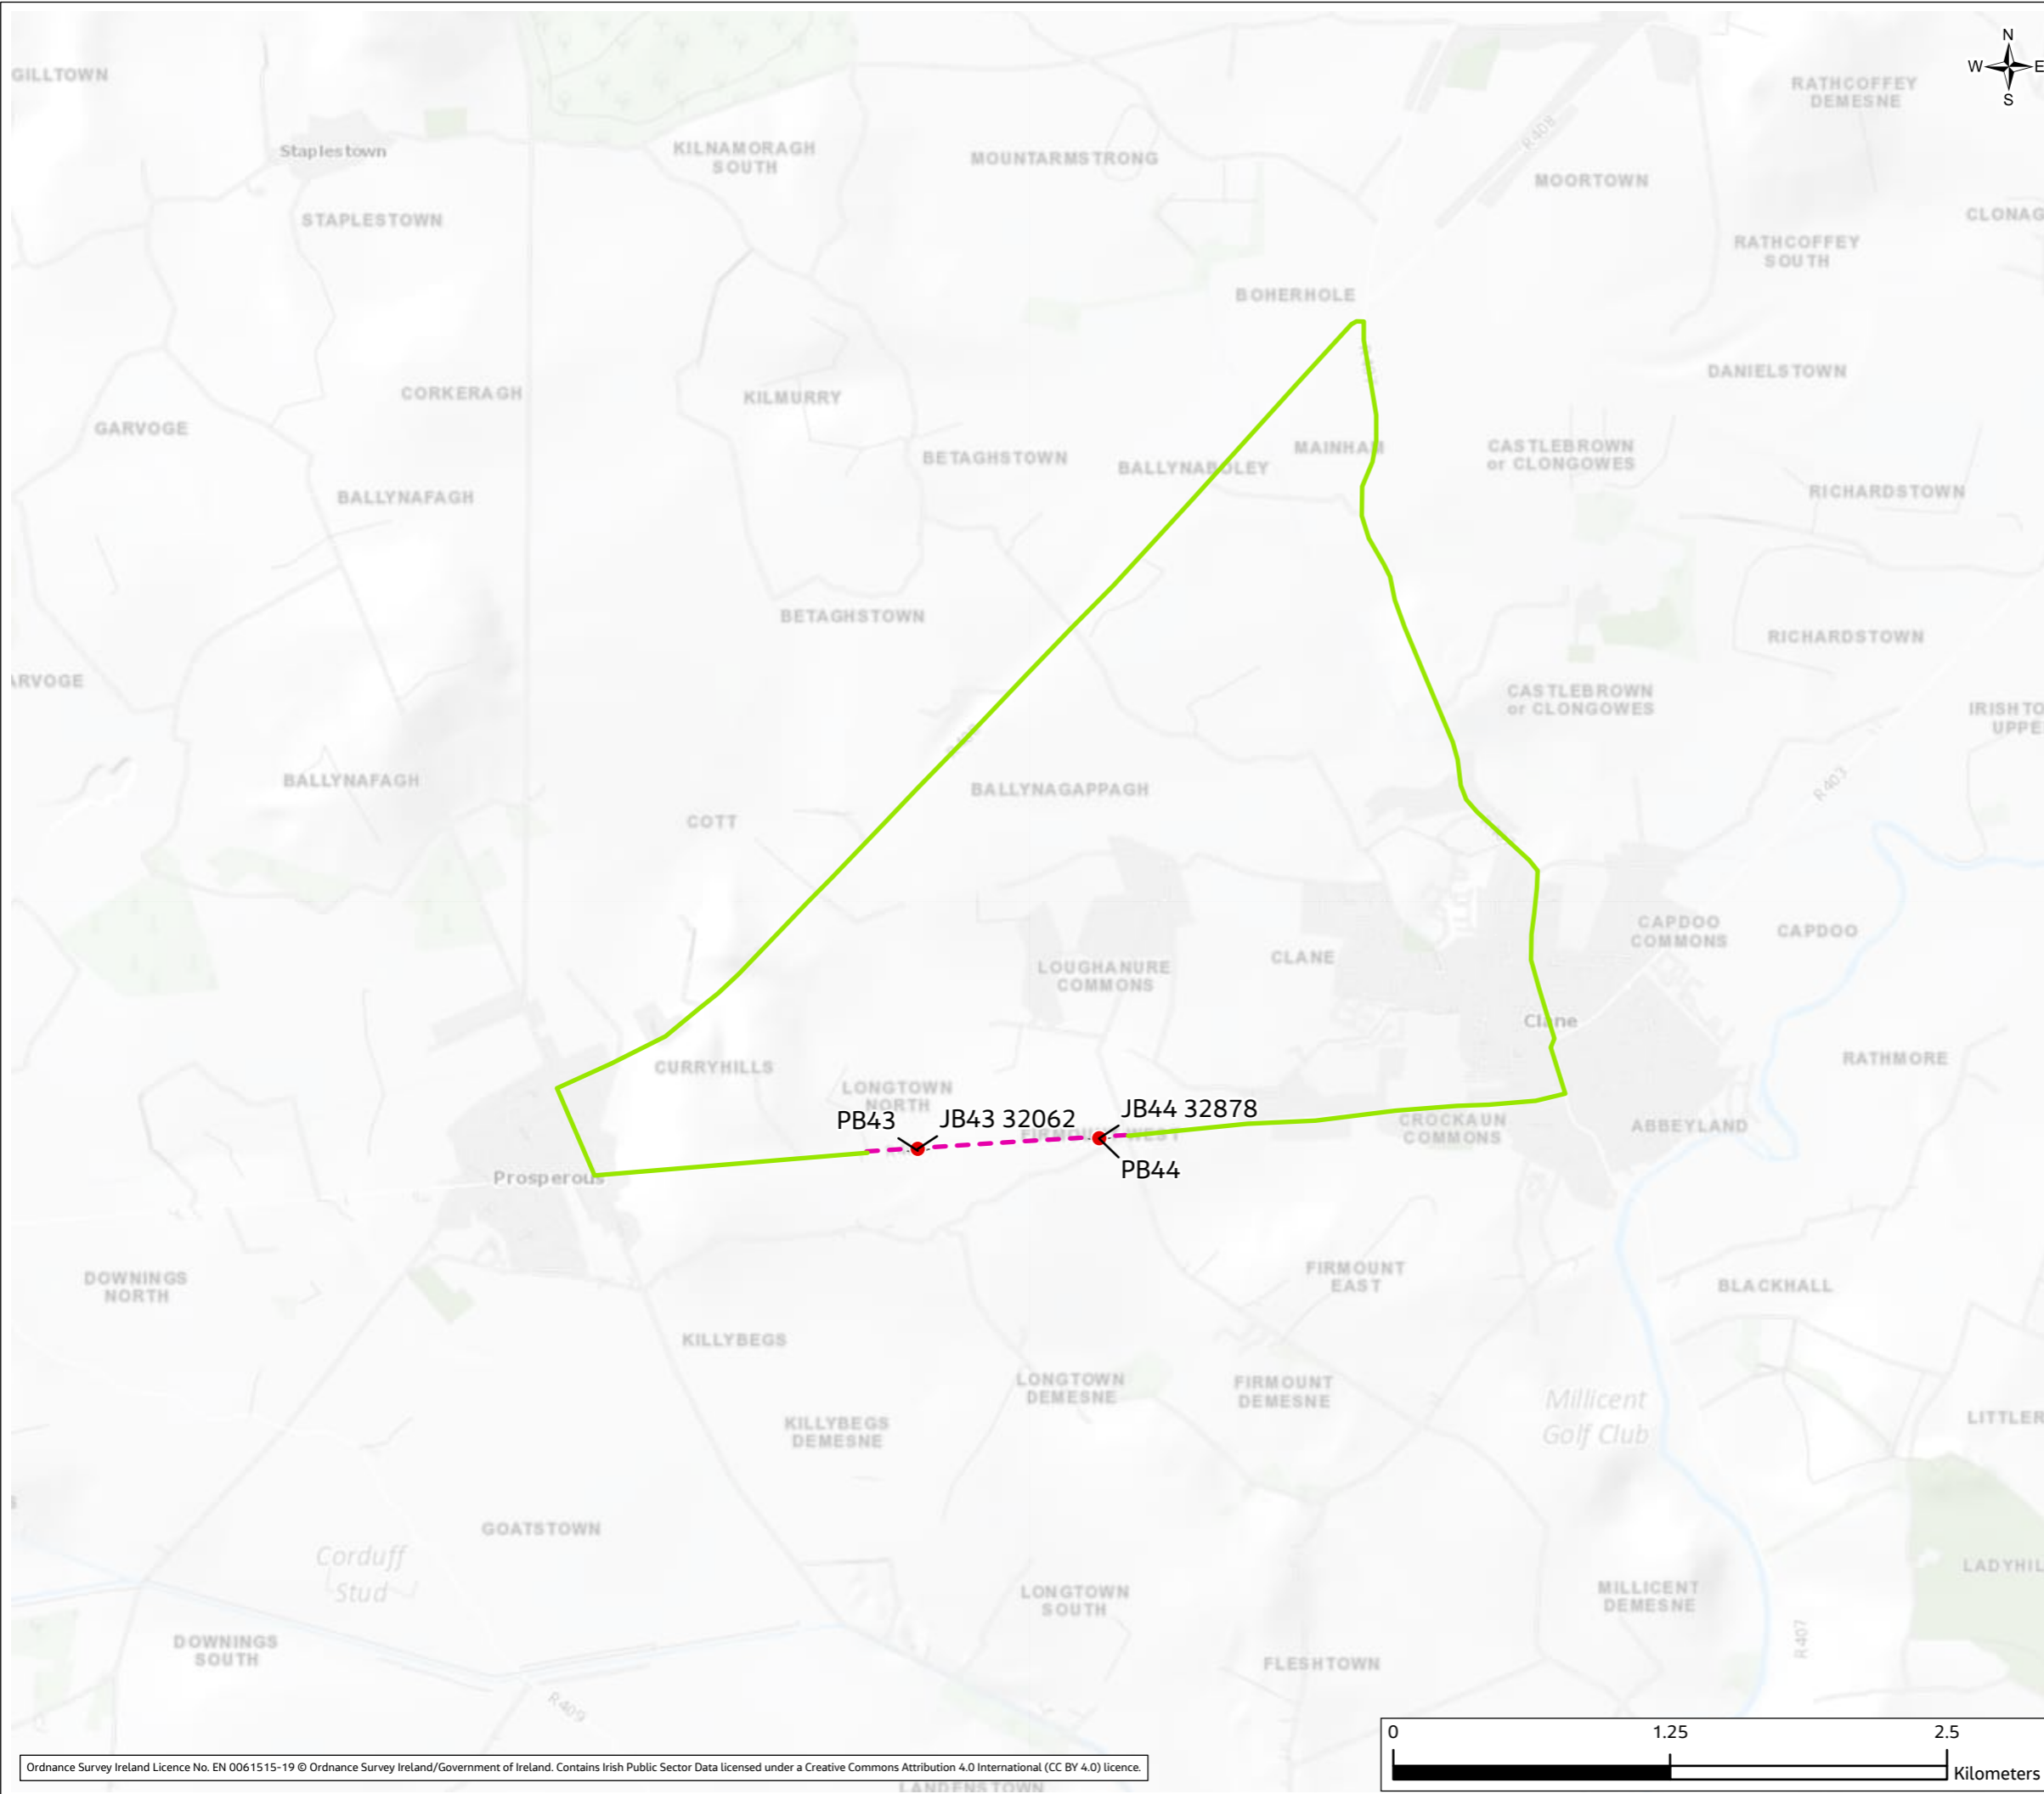 N
W E
S
GILLTOWN
RATHCOFFEY
DEMESNE
R408
Staplestown
KILNAMORAGH
SOUTH
MOUNTARMSTRONG
MOORTOWN
STAPLESTOWN
CLONAG
RATHCOFFEY
SOUTH
BOHERHOLE
DANIELSTOWN
CORKERAGH
KILMURRY
GARVOGE
MAINHAM
CASTLEBROWN
or CLONGOWES
BETAGHSTOWN
BALLYNABOLEY
BALLYNAFAGH
RICHARDSTOWN
BETAGHSTOWN
RICHARDSTOWN
ARVOGE
CASTLEBROWN
or CLONGOWES
IRISHTO
UPPE
BALLYNAFAGH
BALLYNAGAPPAGH
R403
COTT
CAPDOO
COMMONS
CAPDOO
CLANE
LOUGHANURE
COMMONS
Clane
RATHMORE
CURRYHILLS
LONGTOWN
NORTH
PB43
JB43 32062
JB44 32878
CROCKAUN
COMMONS
ABBEYLAND
FIRMOUNT WEST
PB44
Prosperous
DOWNINGS
NORTH
FIRMOUNT
EAST
BLACKHALL
KILLYBEGS
LONGTOWN
DEMESNE
FIRMOUNT
DEMESNE
Millicent
Golf Club
LITTLER
KILLYBEGS
DEMESNE
GOATSTOWN
Corduff
Stud
LADYHIL
LONGTOWN
SOUTH
MILLICENT
DEMESNE
DOWNINGS
SOUTH
R407
FLESHTOWN
R409
0 1.25 2.5
Kilometers
Ordnance Survey Ireland Licence No. EN 0061515-19 © Ordnance Survey Ireland/Government of Ireland. Contains Irish Public Sector Data licensed under a Creative Commons Attribution 4.0 International (CC BY 4.0) licence.
LANDENSTOWN